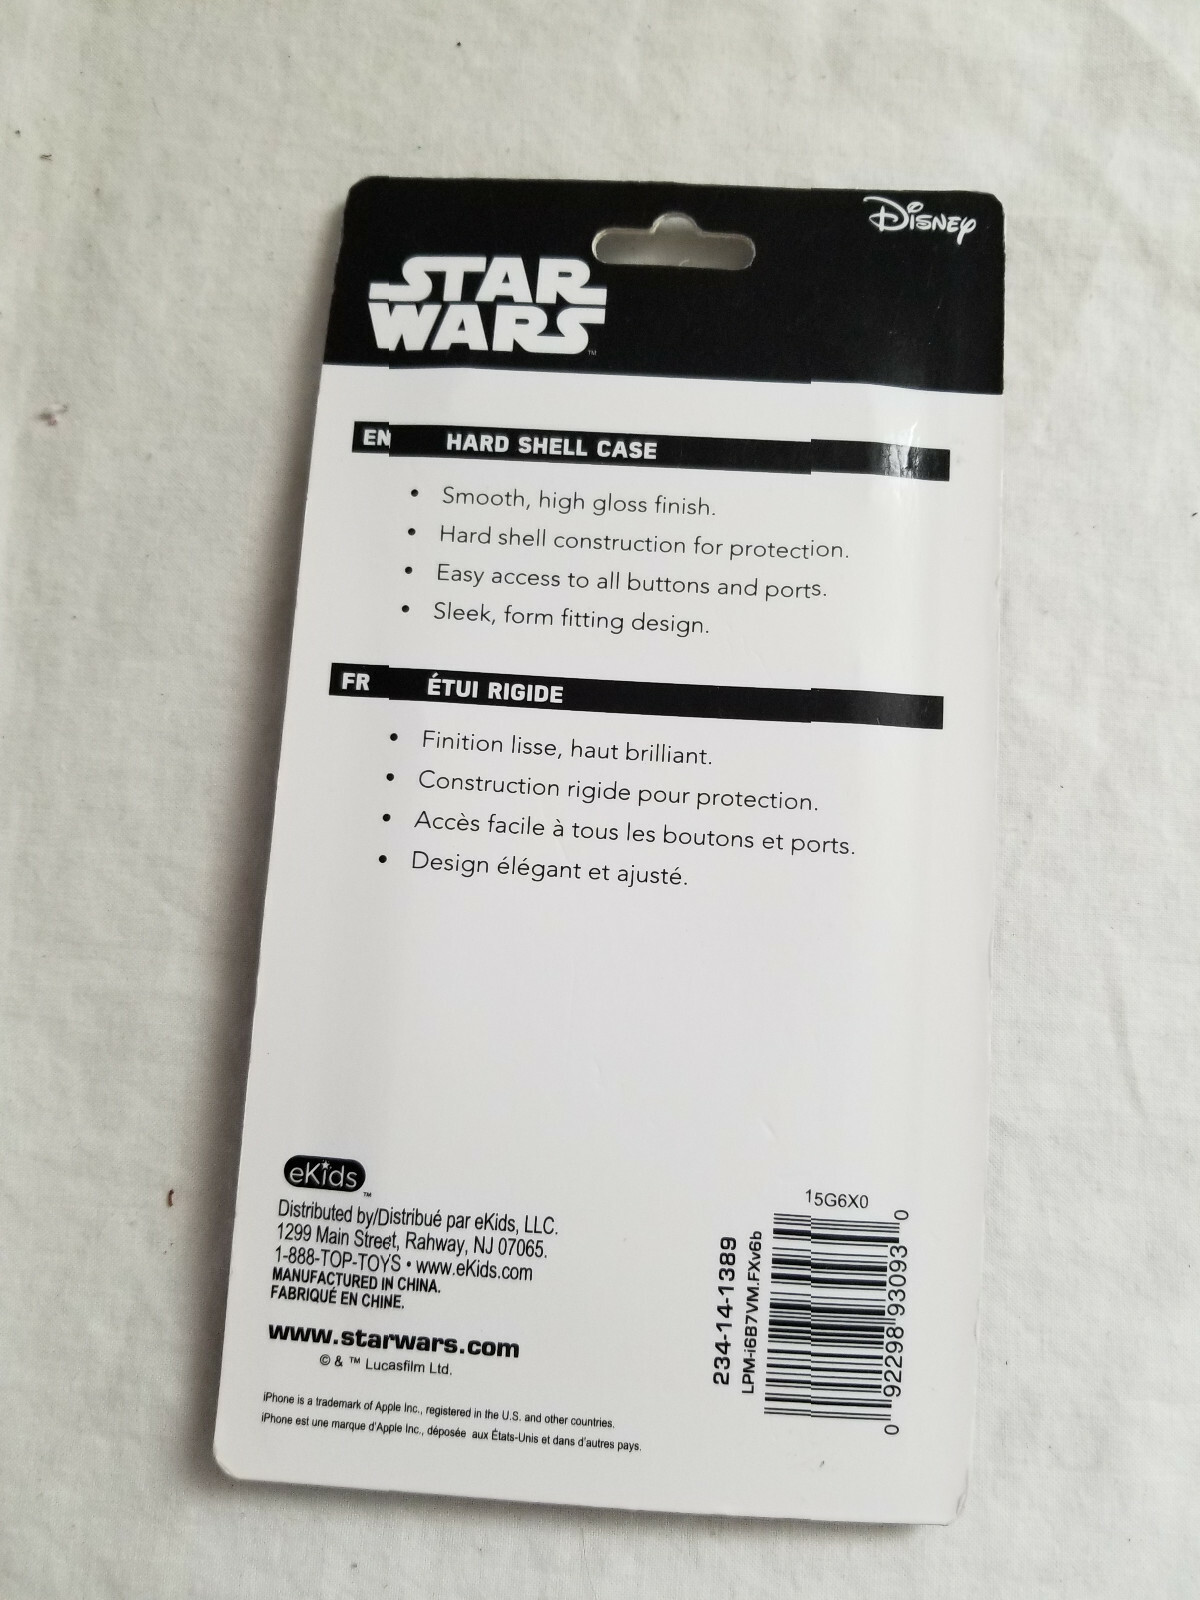 Disney
STAR
WARS™
EN HARD SHELL CASE
• Smooth, high gloss finish.
• Hard shell construction for protection.
• Easy access to all buttons and ports.
• Sleek, form fitting design.
FR ÉTUI RIGIDE
• Finition lisse, haut brilliant.
• Construction rigide pour protection.
• Accès facile à tous les boutons et ports.
• Design élégant et ajusté.
eKids™
Distributed by/Distribué par eKids, LLC.
1299 Main Street, Rahway, NJ 07065.
1-888-TOP-TOYS • www.eKids.com
MANUFACTURED IN CHINA.
FABRIQUÉ EN CHINE.
www.starwars.com
© & ™ Lucasfilm Ltd.
iPhone is a trademark of Apple Inc., registered in the U.S. and other countries.
iPhone est une marque d'Apple Inc., déposée aux États-Unis et dans d'autres pays.
234-14-1389
LPM-i6B7VM.FXv6b
15G6X0
0 92298 93093 0